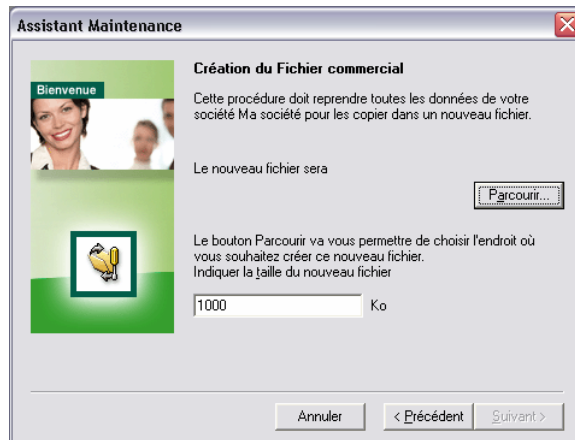 Assistant Maintenance
Bienvenue
Création du Fichier commercial
Cette procédure doit reprendre toutes les données de votre
société Ma société pour les copier dans un nouveau fichier.
Le nouveau fichier sera
Parcourir...
Le bouton Parcourir va vous permettre de choisir l'endroit où
vous souhaitez créer ce nouveau fichier.
Indiquer la taille du nouveau fichier
1000 Ko
Annuler < Précédent Suivant >